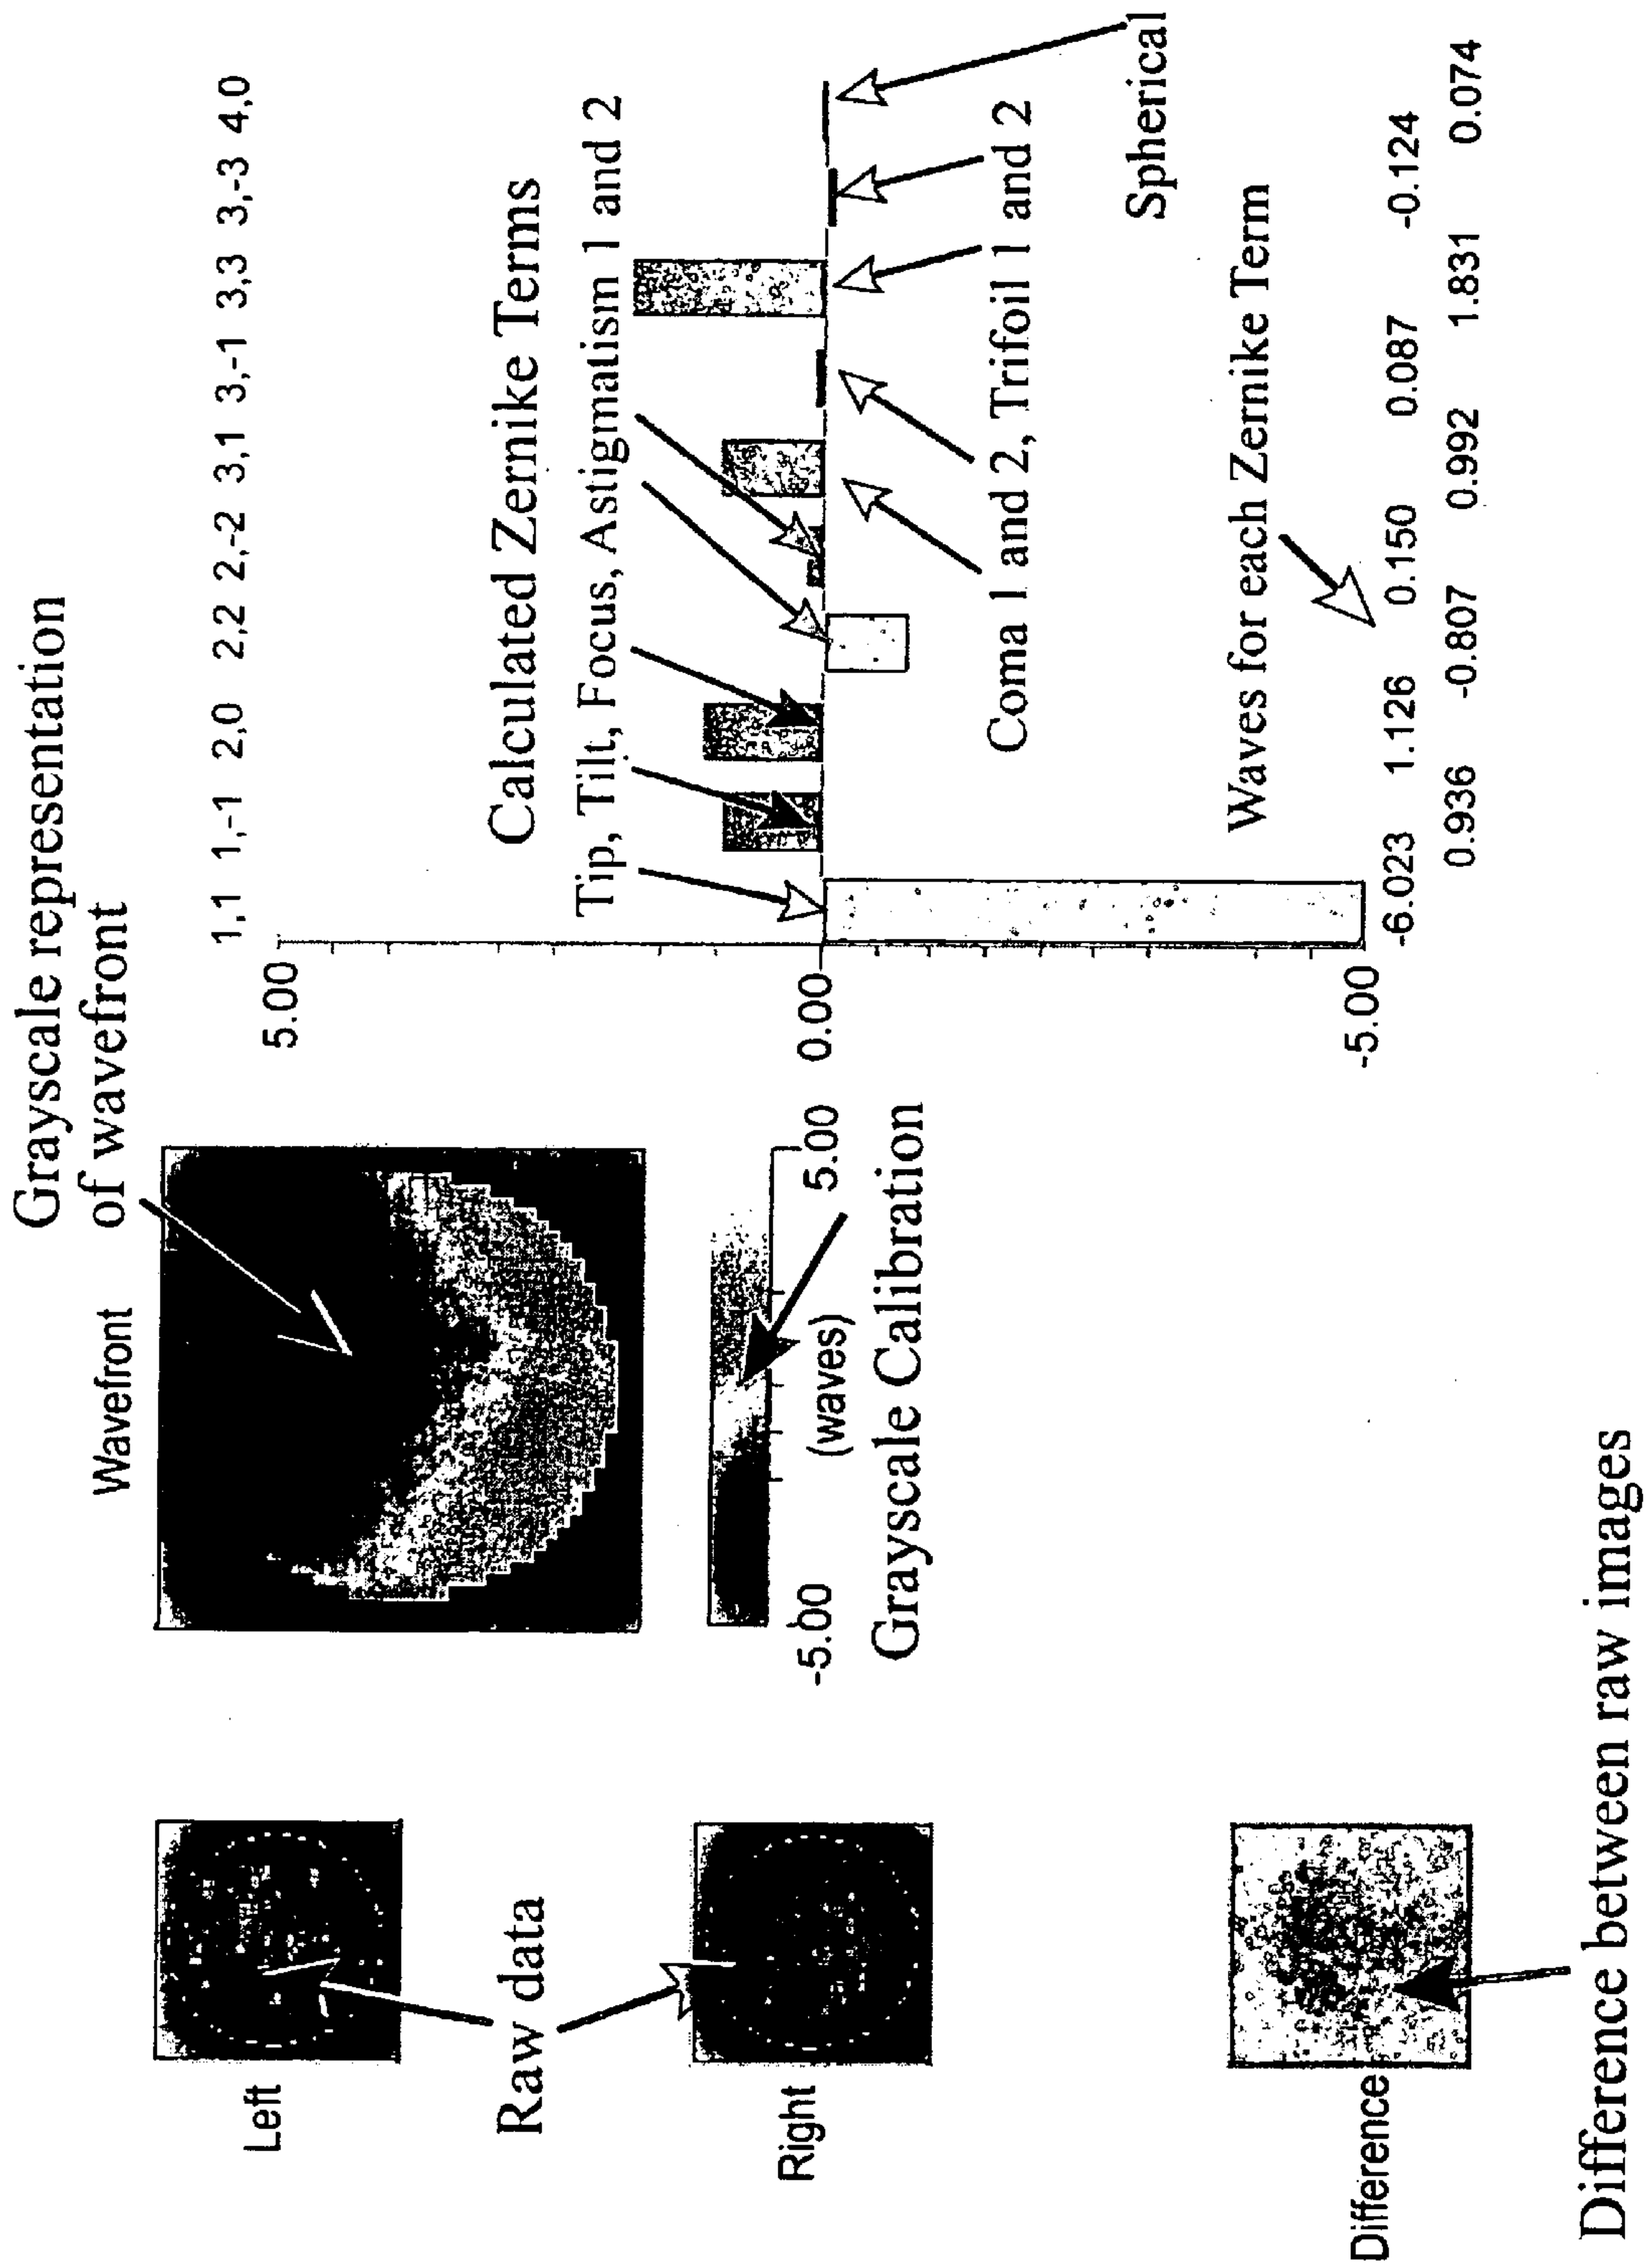 Grayscale representation
of wavefront
Wavefront
Left
Raw data
Right
Difference
Difference between raw images
-5.00 (waves) 5.00
Grayscale Calibration
1,1 1,-1 2,0 2,2 2,-2 3,1 3,-1 3,3 3,-3 4,0
5.00
Calculated Zernike Terms
Tip, Tilt, Focus, Astigmatism 1 and 2
0.00
Coma 1 and 2, Trifoil 1 and 2
Spherical
Waves for each Zernike Term
-5.00
-6.023 1.126 0.150 0.087 -0.124
0.936 -0.807 0.992 1.831 0.074